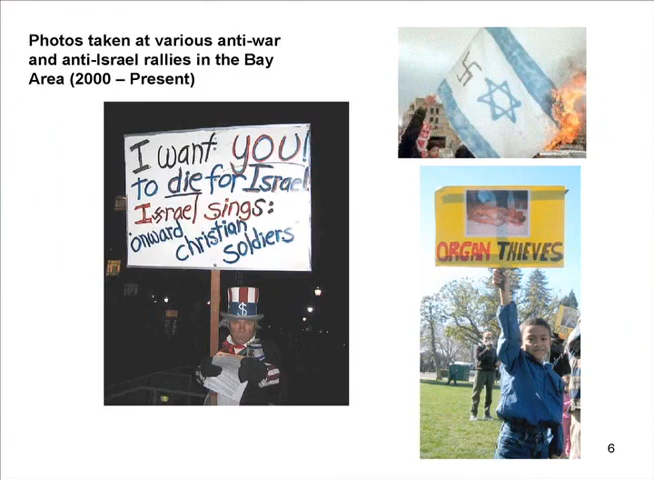 Photos taken at various anti-war
and anti-Israel rallies in the Bay
Area (2000 – Present)
I want YOU!
to die for Israel
Israel sings:
onward
christian
soldiers
$
ORGAN THIEVES
6